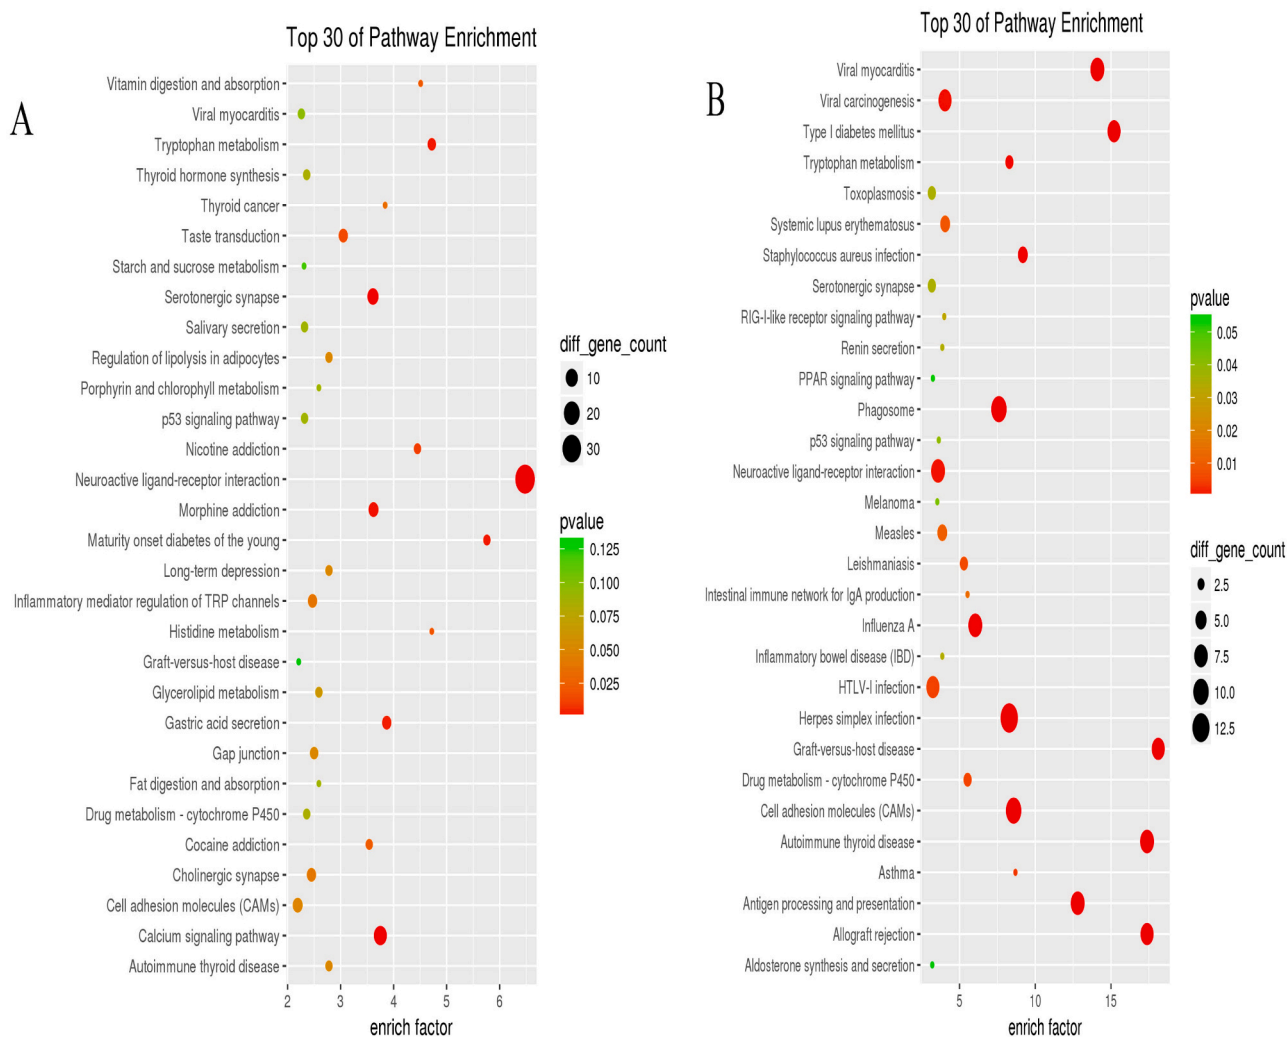 A
Top 30 of Pathway Enrichment
Vitamin digestion and absorption
Viral myocarditis
Tryptophan metabolism
Thyroid hormone synthesis
Thyroid cancer
Taste transduction
Starch and sucrose metabolism
Serotonergic synapse
Salivary secretion
Regulation of lipolysis in adipocytes
Porphyrin and chlorophyll metabolism
p53 signaling pathway
Nicotine addiction
Neuroactive ligand-receptor interaction
Morphine addiction
Maturity onset diabetes of the young
Long-term depression
Inflammatory mediator regulation of TRP channels
Histidine metabolism
Graft-versus-host disease
Glycerolipid metabolism
Gastric acid secretion
Gap junction
Fat digestion and absorption
Drug metabolism - cytochrome P450
Cocaine addiction
Cholinergic synapse
Cell adhesion molecules (CAMs)
Calcium signaling pathway
Autoimmune thyroid disease
2 3 4 5 6
enrich factor
diff_gene_count
10
20
30
pvalue
0.125
0.100
0.075
0.050
0.025
B
Top 30 of Pathway Enrichment
Viral myocarditis
Viral carcinogenesis
Type I diabetes mellitus
Tryptophan metabolism
Toxoplasmosis
Systemic lupus erythematosus
Staphylococcus aureus infection
Serotonergic synapse
RIG-I-like receptor signaling pathway
Renin secretion
PPAR signaling pathway
Phagosome
p53 signaling pathway
Neuroactive ligand-receptor interaction
Melanoma
Measles
Leishmaniasis
Intestinal immune network for IgA production
Influenza A
Inflammatory bowel disease (IBD)
HTLV-I infection
Herpes simplex infection
Graft-versus-host disease
Drug metabolism - cytochrome P450
Cell adhesion molecules (CAMs)
Autoimmune thyroid disease
Asthma
Antigen processing and presentation
Allograft rejection
Aldosterone synthesis and secretion
5 10 15
enrich factor
pvalue
0.05
0.04
0.03
0.02
0.01
diff_gene_count
2.5
5.0
7.5
10.0
12.5